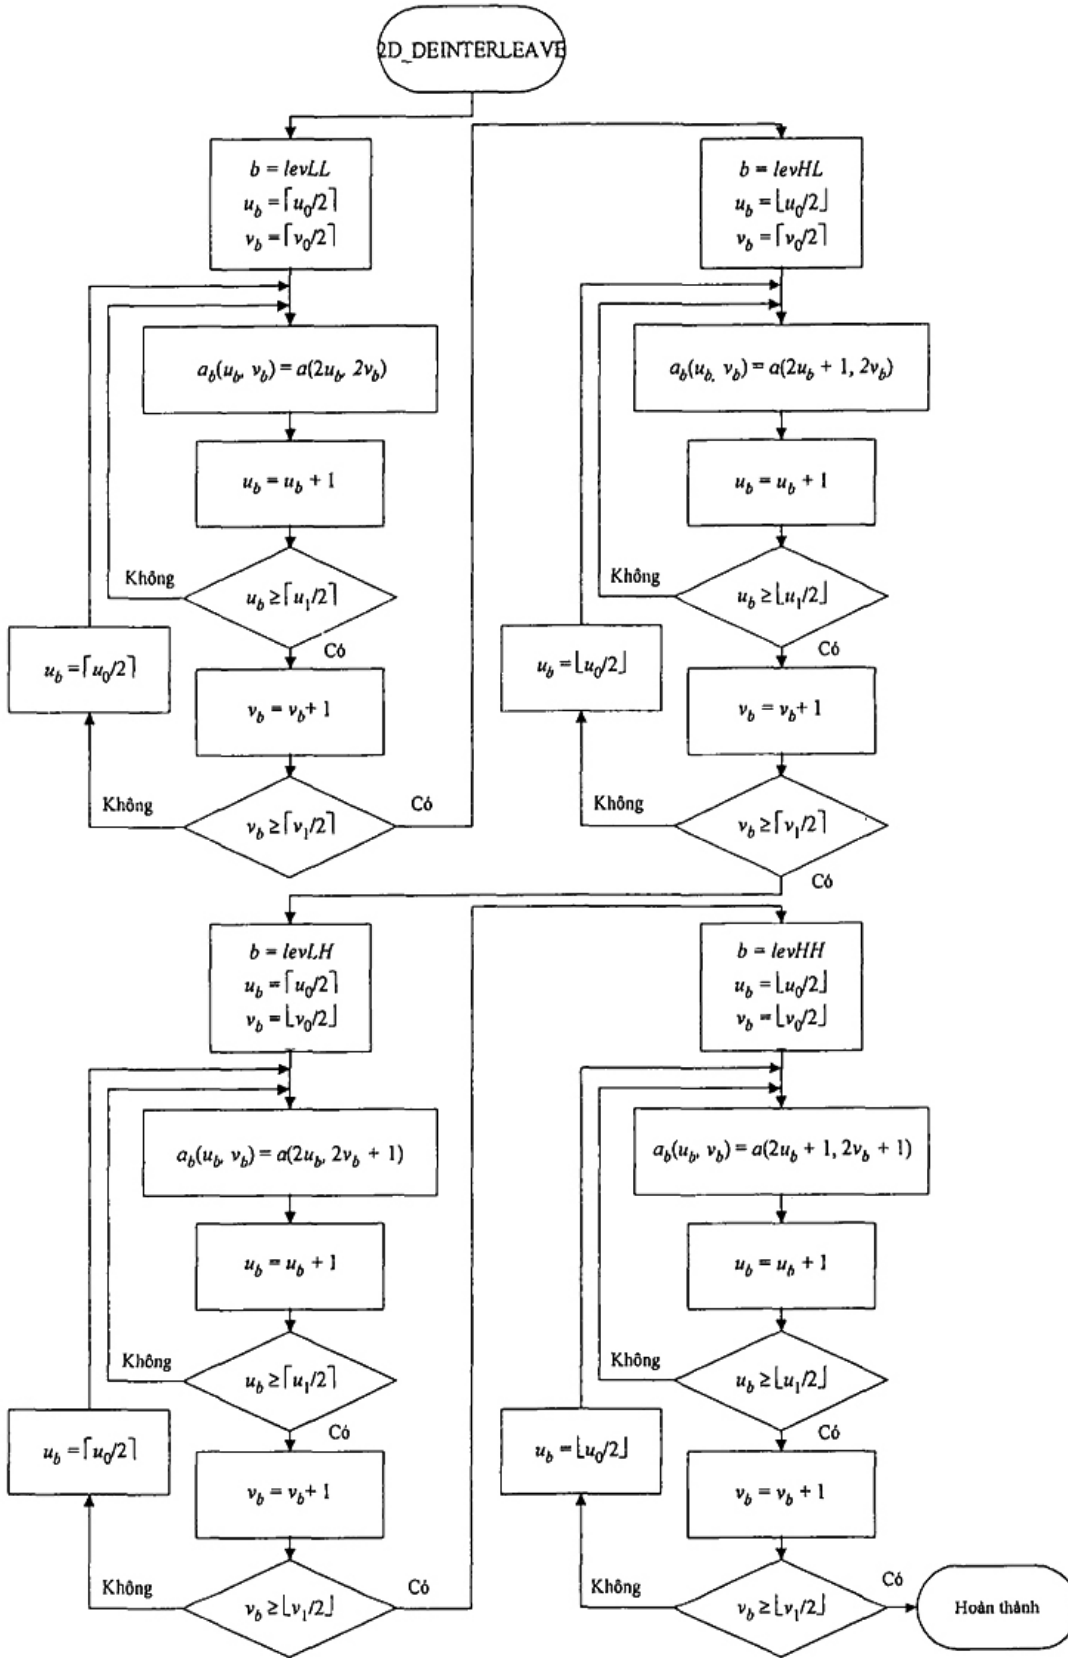 2D_DEINTERLEAVE
b = levLL
u_b = ⌈u_0/2⌉
v_b = ⌈v_0/2⌉
a_b(u_b, v_b) = a(2u_b, 2v_b)
u_b = u_b + 1
Không
u_b ≥ ⌈u_1/2⌉
Có
u_b = ⌈u_0/2⌉
v_b = v_b + 1
Không
v_b ≥ ⌈v_1/2⌉
Có
b = levHL
u_b = ⌊u_0/2⌋
v_b = ⌈v_0/2⌉
a_b(u_b, v_b) = a(2u_b + 1, 2v_b)
u_b = u_b + 1
Không
u_b ≥ ⌊u_1/2⌋
Có
u_b = ⌊u_0/2⌋
v_b = v_b + 1
Không
v_b ≥ ⌈v_1/2⌉
Có
b = levLH
u_b = ⌈u_0/2⌉
v_b = ⌊v_0/2⌋
a_b(u_b, v_b) = a(2u_b, 2v_b + 1)
u_b = u_b + 1
Không
u_b ≥ ⌈u_1/2⌉
Có
u_b = ⌈u_0/2⌉
v_b = v_b + 1
Không
v_b ≥ ⌊v_1/2⌋
Có
b = levHH
u_b = ⌊u_0/2⌋
v_b = ⌊v_0/2⌋
a_b(u_b, v_b) = a(2u_b + 1, 2v_b + 1)
u_b = u_b + 1
Không
u_b ≥ ⌊u_1/2⌋
Có
u_b = ⌊u_0/2⌋
v_b = v_b + 1
Không
v_b ≥ ⌊v_1/2⌋
Có
Hoàn thành